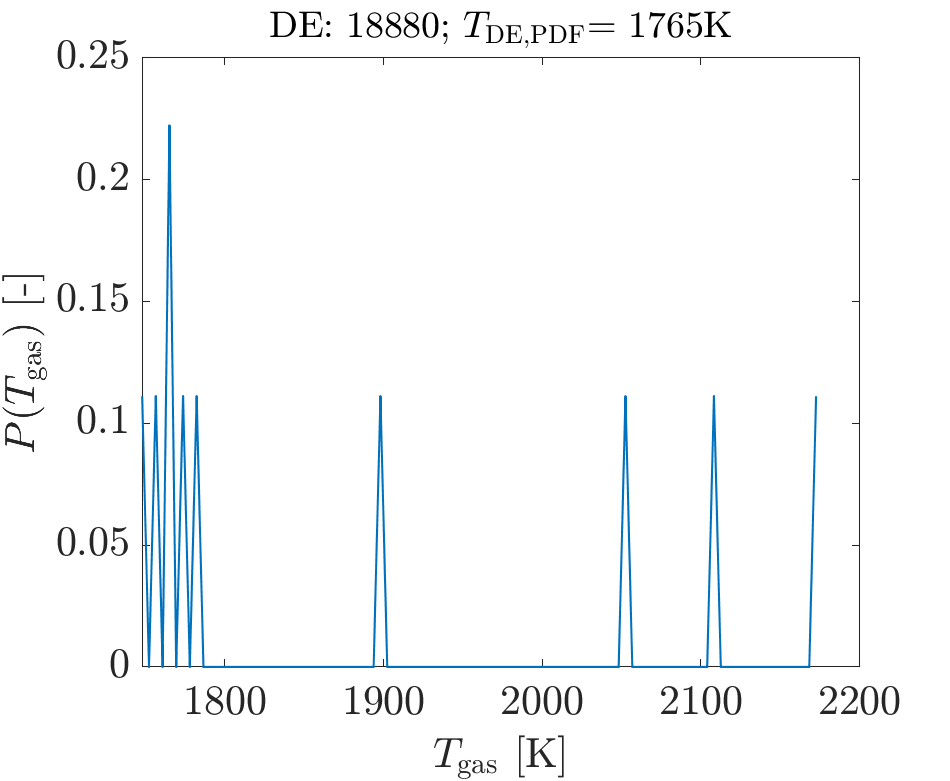 DE: 18880; T_DE,PDF= 1765K
0.25
0.2
0.15
0.1
0.05
0
P(T_gas) [-]
1800 1900 2000 2100 2200
T_gas [K]